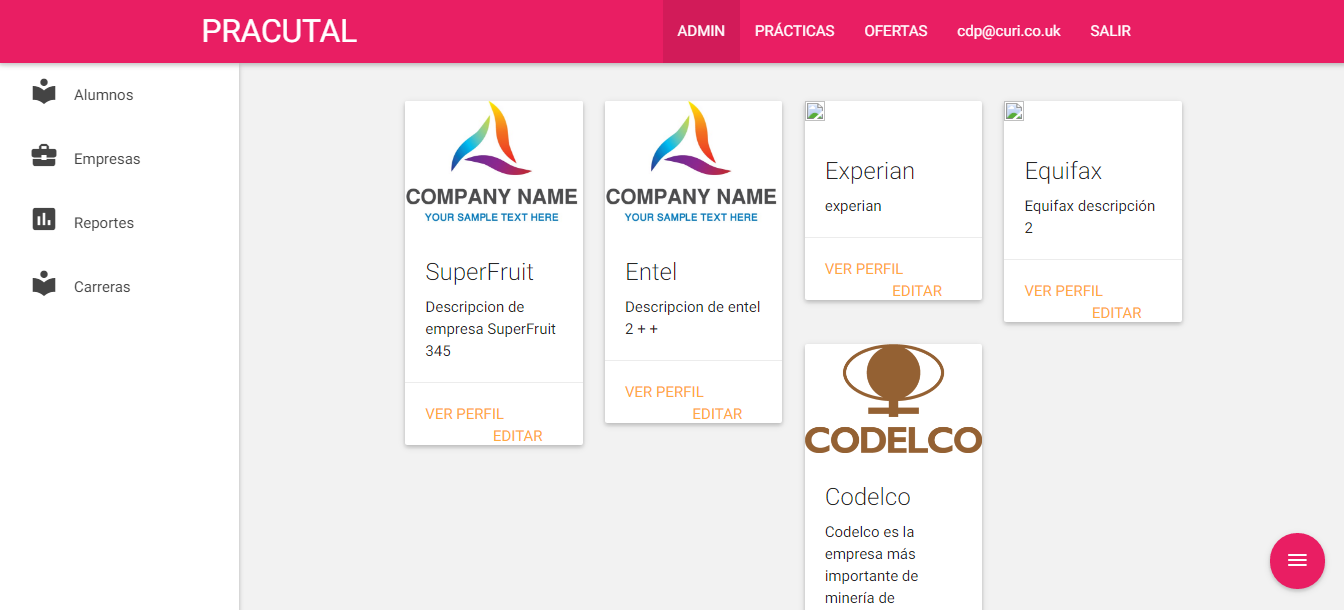 PRACUTAL
ADMIN
PRÁCTICAS
OFERTAS
cdp@curi.co.uk
SALIR
Alumnos
Empresas
Reportes
Carreras
COMPANY NAME
YOUR SAMPLE TEXT HERE
SuperFruit
Descripcion de
empresa SuperFruit
345
VER PERFIL
EDITAR
COMPANY NAME
YOUR SAMPLE TEXT HERE
Entel
Descripcion de entel
2 + +
VER PERFIL
EDITAR
Experian
experian
VER PERFIL
EDITAR
Equifax
Equifax descripción
2
VER PERFIL
EDITAR
CODELCO
Codelco
Codelco es la
empresa más
importante de
minería de